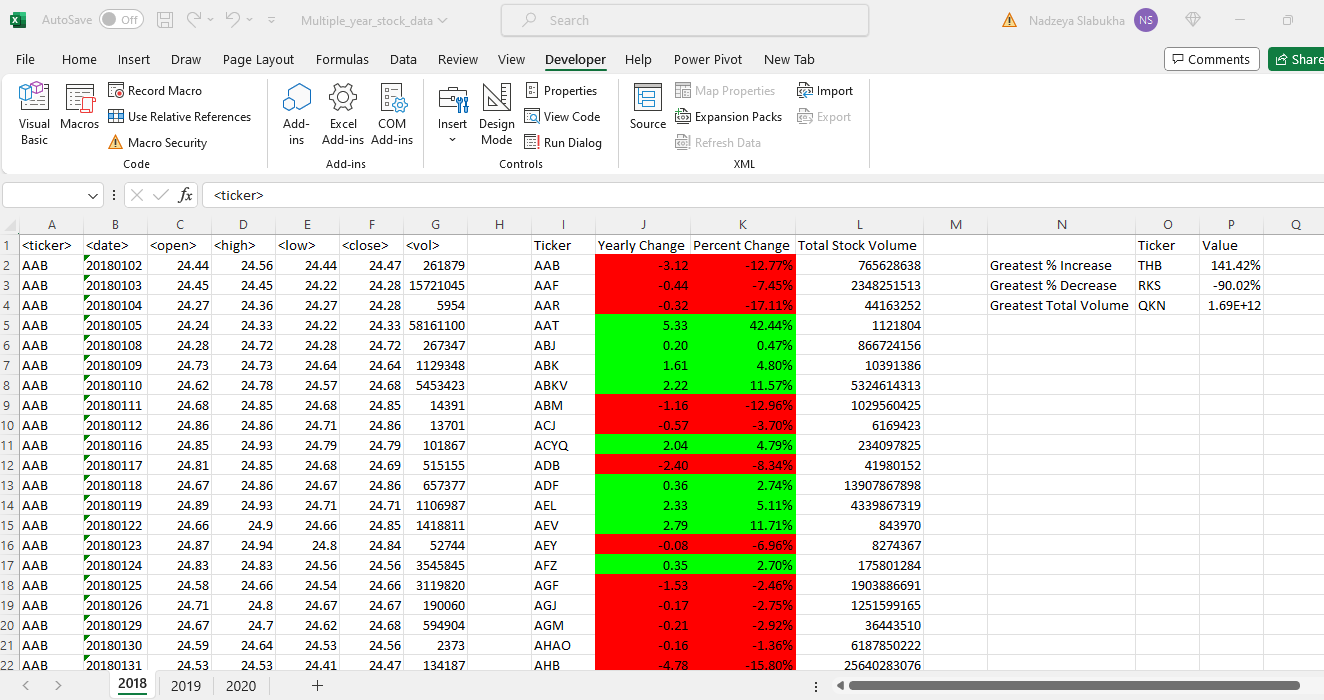 AutoSave Off Multiple_year_stock_data Search Nadzeya Slabukha NS
File Home Insert Draw Page Layout Formulas Data Review View Developer Help Power Pivot New Tab Comments Share
Visual Basic
Macros
Record Macro
Use Relative References
Macro Security
Code
Add-ins
Excel Add-ins
COM Add-ins
Add-ins
Insert
Design Mode
Properties
View Code
Run Dialog
Controls
Source
Map Properties
Expansion Packs
Refresh Data
Import
Export
XML
fx <ticker>
A B C D E F G H I J K L M N O P Q
1 <ticker> <date> <open> <high> <low> <close> <vol> Ticker Yearly Change Percent Change Total Stock Volume Ticker Value
2 AAB 20180102 24.44 24.56 24.44 24.47 261879 AAB -3.12 -12.77% 765628638 Greatest % Increase THB 141.42%
3 AAB 20180103 24.45 24.45 24.22 24.28 15721045 AAF -0.44 -7.45% 2348251513 Greatest % Decrease RKS -90.02%
4 AAB 20180104 24.27 24.36 24.27 24.28 5954 AAR -0.32 -17.11% 44163252 Greatest Total Volume QKN 1.69E+12
5 AAB 20180105 24.24 24.33 24.22 24.33 58161100 AAT 5.33 42.44% 1121804
6 AAB 20180108 24.28 24.72 24.28 24.72 267347 ABJ 0.20 0.47% 866724156
7 AAB 20180109 24.73 24.73 24.64 24.64 1129348 ABK 1.61 4.80% 10391386
8 AAB 20180110 24.62 24.78 24.57 24.68 5453423 ABKV 2.22 11.57% 5324614313
9 AAB 20180111 24.68 24.85 24.68 24.85 14391 ABM -1.16 -12.96% 1029560425
10 AAB 20180112 24.86 24.86 24.71 24.86 13701 ACJ -0.57 -3.70% 6169423
11 AAB 20180116 24.85 24.93 24.79 24.79 101867 ACYQ 2.04 4.79% 234097825
12 AAB 20180117 24.81 24.85 24.68 24.69 515155 ADB -2.40 -8.34% 41980152
13 AAB 20180118 24.67 24.86 24.67 24.86 657377 ADF 0.36 2.74% 13907867898
14 AAB 20180119 24.89 24.93 24.71 24.71 1106987 AEL 2.33 5.11% 4339867319
15 AAB 20180122 24.66 24.9 24.66 24.85 1418811 AEV 2.79 11.71% 843970
16 AAB 20180123 24.87 24.94 24.8 24.84 52744 AEY -0.08 -6.96% 8274367
17 AAB 20180124 24.83 24.83 24.56 24.56 3545845 AFZ 0.35 2.70% 175801284
18 AAB 20180125 24.58 24.66 24.54 24.66 3119820 AGF -1.53 -2.46% 1903886691
19 AAB 20180126 24.71 24.8 24.67 24.67 190060 AGJ -0.17 -2.75% 1251599165
20 AAB 20180129 24.67 24.7 24.62 24.68 594904 AGM -0.21 -2.92% 36443510
21 AAB 20180130 24.59 24.64 24.53 24.56 2373 AHAO -0.16 -1.36% 6187850222
22 AAB 20180131 24.53 24.53 24.41 24.47 134187 AHB -4.78 -15.80% 25640283076
2018 2019 2020